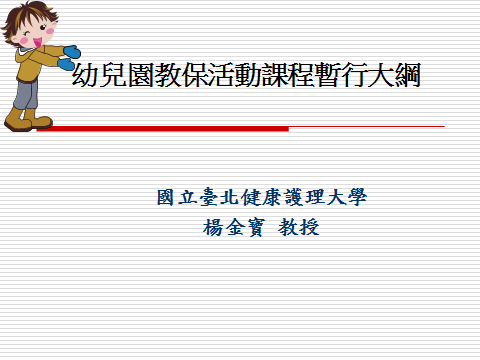 幼兒園教保活動課程暫行大綱
國立臺北健康護理大學
楊金寶 教授